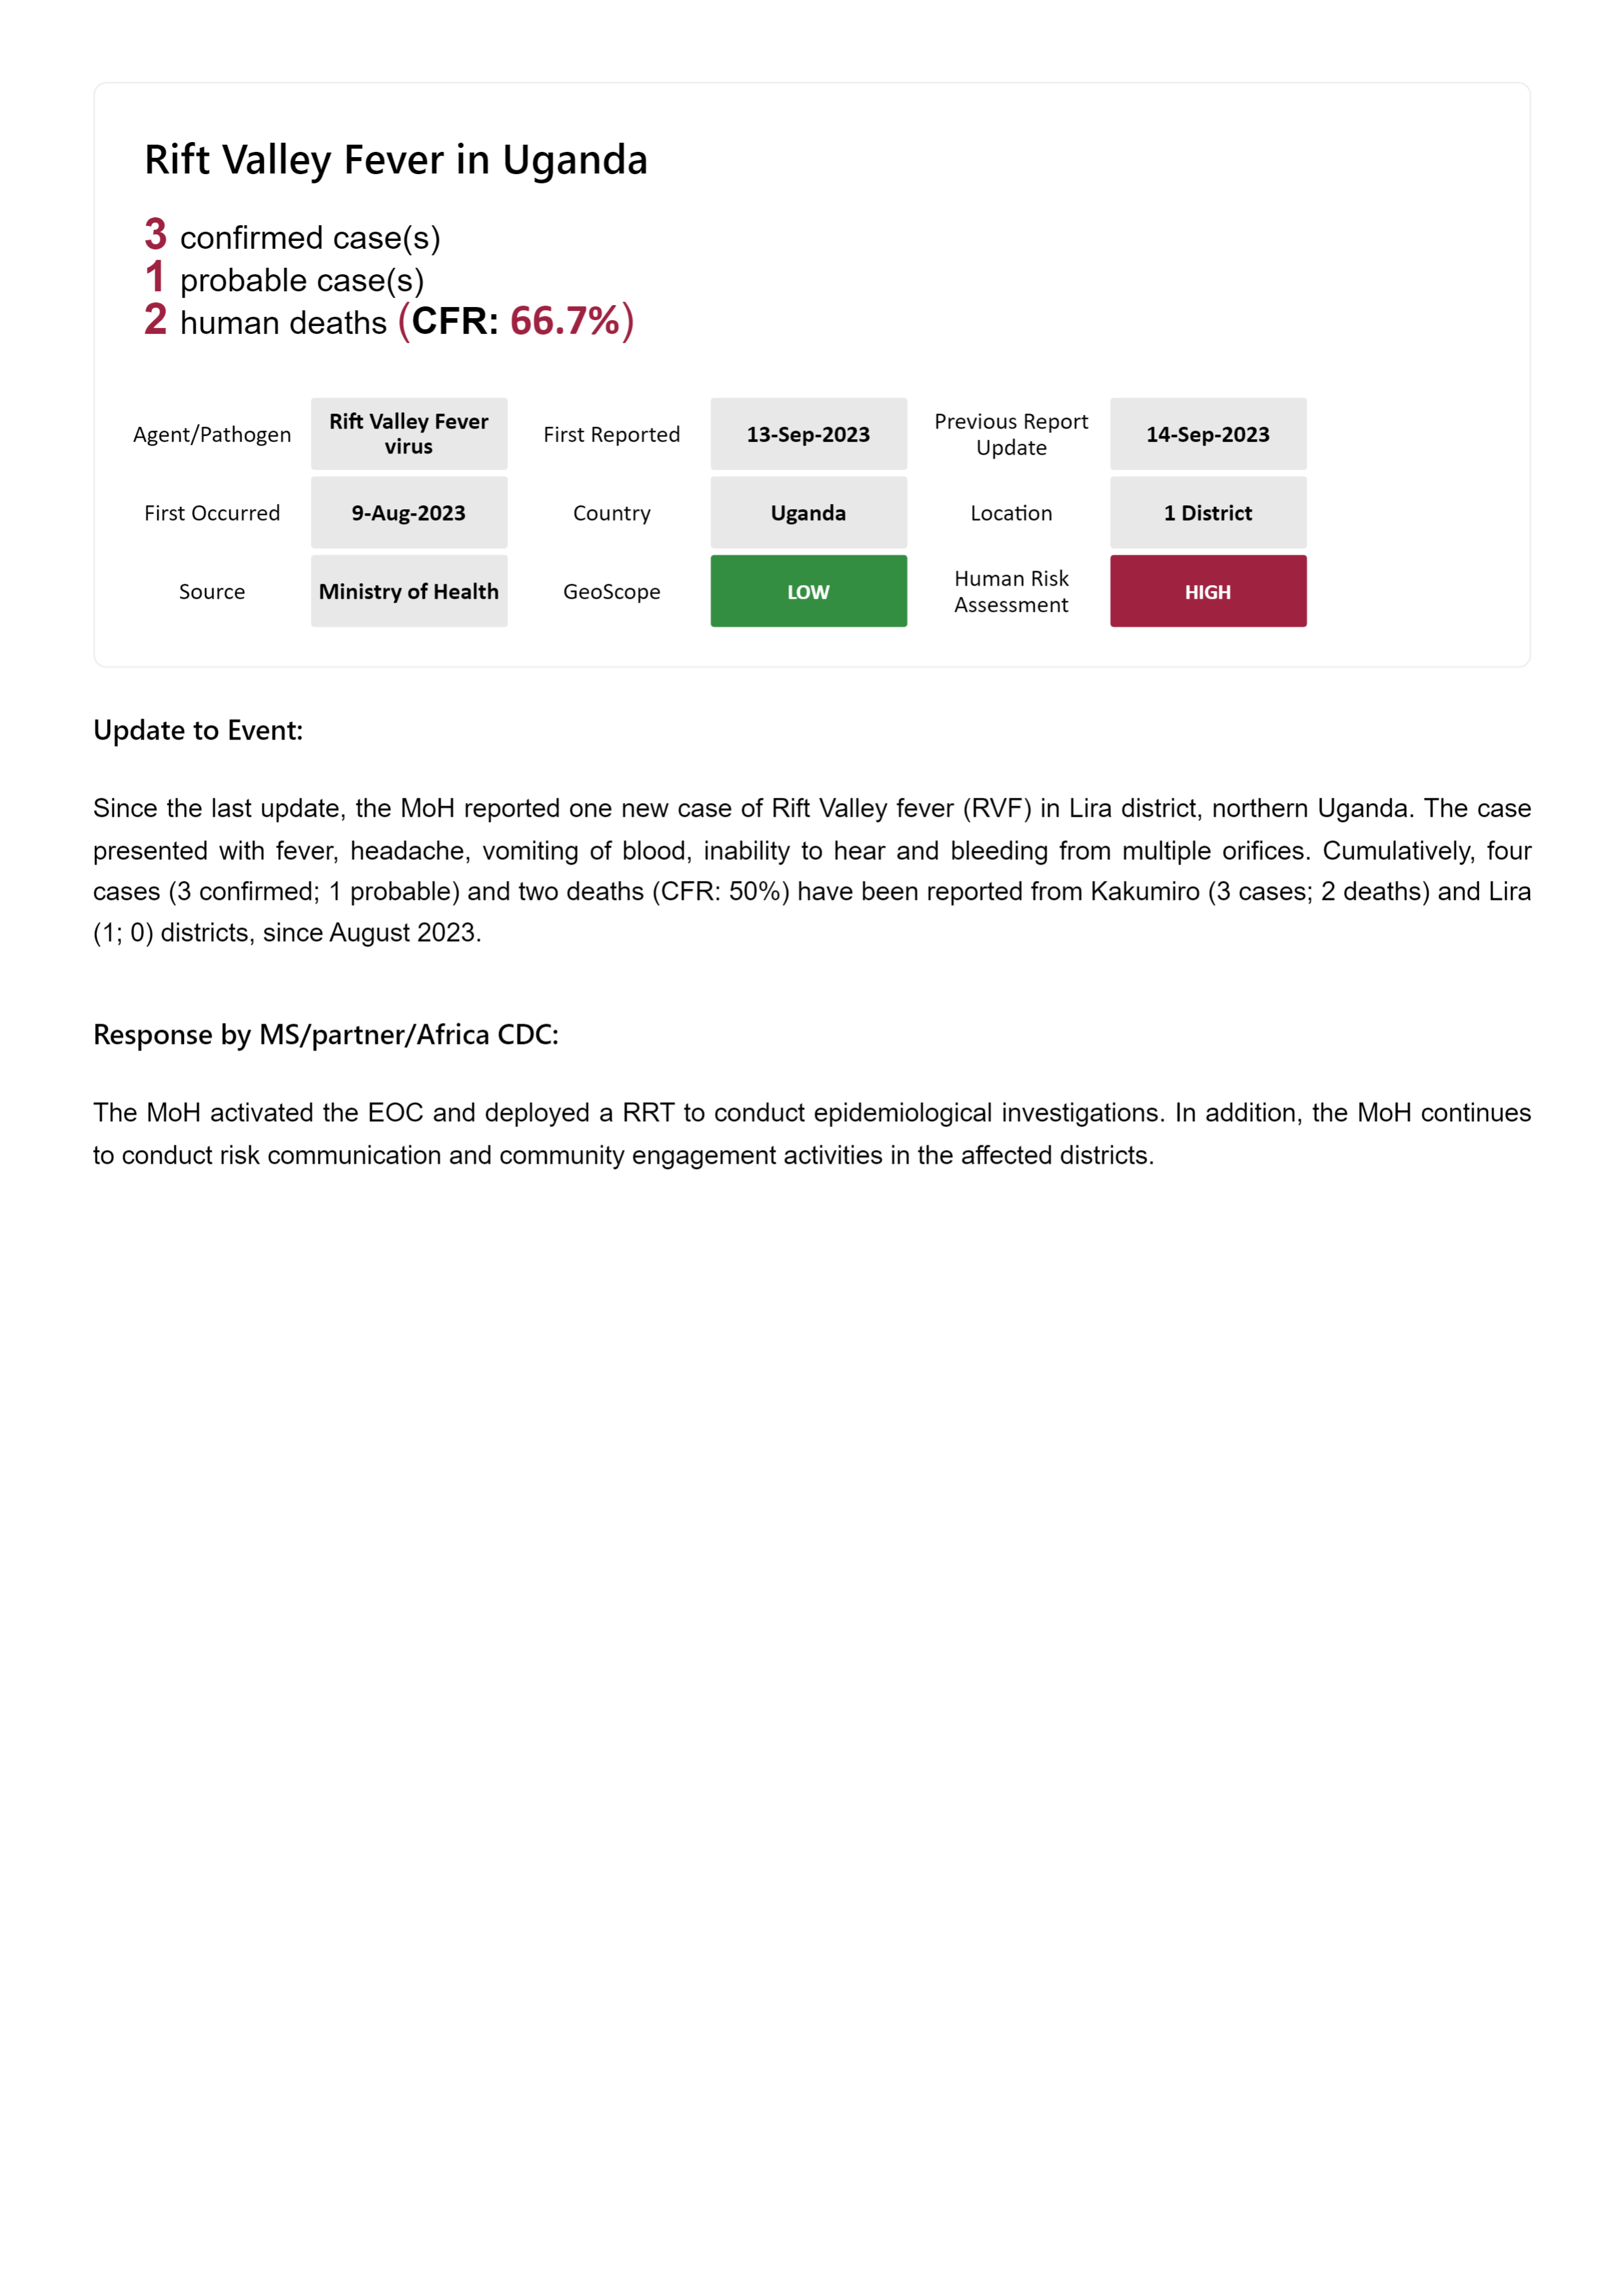 Rift Valley Fever in Uganda
3 confirmed case(s)
1 probable case(s)
2 human deaths (CFR: 66.7%)
Agent/Pathogen
Rift Valley Fever
virus
First Reported
13-Sep-2023
Previous Report
Update
14-Sep-2023
First Occurred
9-Aug-2023
Country
Uganda
Location
1 District
Source
Ministry of Health
GeoScope
LOW
Human Risk
Assessment
HIGH
Update to Event:
Since the last update, the MoH reported one new case of Rift Valley fever (RVF) in Lira district, northern Uganda. The case
presented with fever, headache, vomiting of blood, inability to hear and bleeding from multiple orifices. Cumulatively, four
cases (3 confirmed; 1 probable) and two deaths (CFR: 50%) have been reported from Kakumiro (3 cases; 2 deaths) and Lira
(1; 0) districts, since August 2023.
Response by MS/partner/Africa CDC:
The MoH activated the EOC and deployed a RRT to conduct epidemiological investigations. In addition, the MoH continues
to conduct risk communication and community engagement activities in the affected districts.